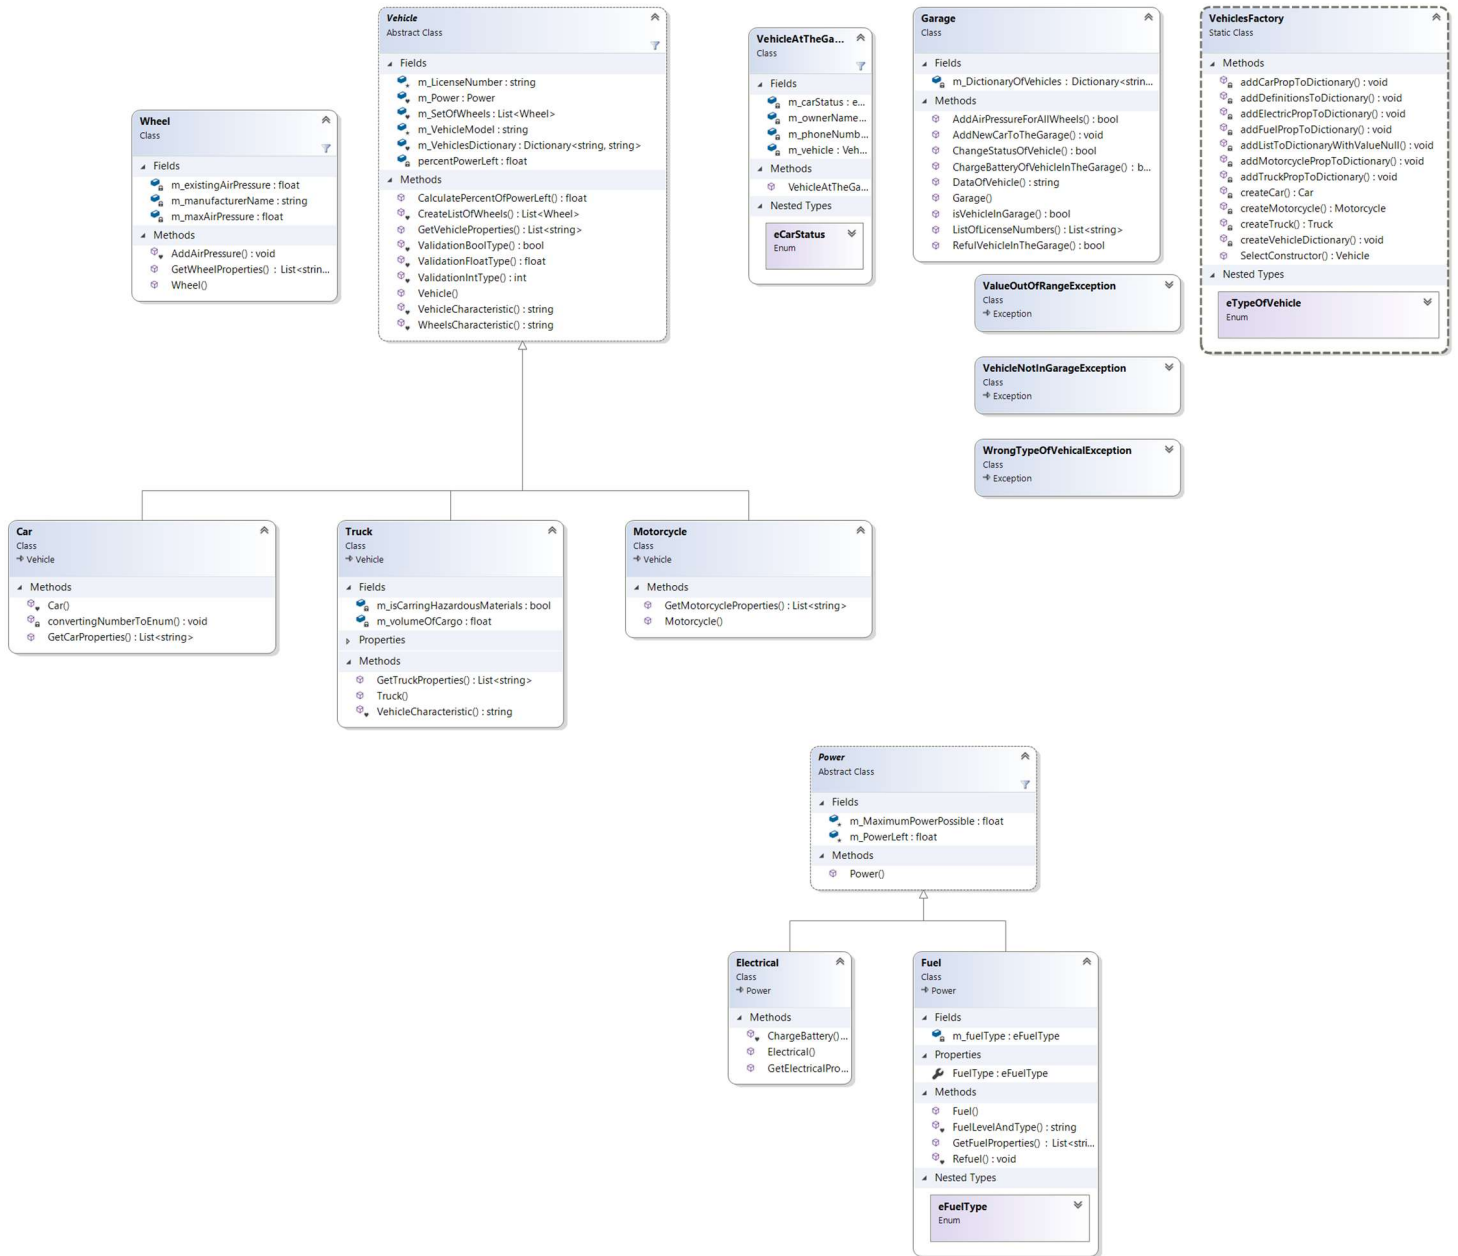 Vehicle
Abstract Class
Fields
m_LicenseNumber : string
m_Power : Power
m_SetOfWheels : List<Wheel>
m_VehicleModel : string
m_VehiclesDictionary : Dictionary<string, string>
percentPowerLeft : float
Methods
CalculatePercentOfPowerLeft() : float
CreateListOfWheels() : List<Wheel>
GetVehicleProperties() : List<string>
ValidationBoolType() : bool
ValidationFloatType() : float
ValidationIntType() : int
Vehicle()
VehicleCharacteristic() : string
WheelsCharacteristic() : string
VehicleAtTheGa...
Class
Fields
m_carStatus : e...
m_ownerName...
m_phoneNumb...
m_vehicle : Veh...
Methods
VehicleAtTheGa...
Nested Types
eCarStatus
Enum
Garage
Class
Fields
m_DictionaryOfVehicles : Dictionary<strin...
Methods
AddAirPressureForAllWheels() : bool
AddNewCarToTheGarage() : void
ChangeStatusOfVehicle() : bool
ChargeBatteryOfVehicleInTheGarage() : b...
DataOfVehicle() : string
Garage()
isVehicleInGarage() : bool
ListOfLicenseNumbers() : List<string>
RefulVehicleInTheGarage() : bool
VehiclesFactory
Static Class
Methods
addCarPropToDictionary() : void
addDefinitionsToDictionary() : void
addElectricPropToDictionary() : void
addFuelPropToDictionary() : void
addListToDictionaryWithValueNull() : void
addMotorcyclePropToDictionary() : void
addTruckPropToDictionary() : void
createCar() : Car
createMotorcycle() : Motorcycle
createTruck() : Truck
createVehicleDictionary() : void
SelectConstructor() : Vehicle
Nested Types
eTypeOfVehicle
Enum
Wheel
Class
Fields
m_existingAirPressure : float
m_manufacturerName : string
m_maxAirPressure : float
Methods
AddAirPressure() : void
GetWheelProperties() : List<strin...
Wheel()
ValueOutOfRangeException
Class
Exception
VehicleNotInGarageException
Class
Exception
WrongTypeOfVehicalException
Class
Exception
Car
Class
Vehicle
Methods
Car()
convertingNumberToEnum() : void
GetCarProperties() : List<string>
Truck
Class
Vehicle
Fields
m_isCarringHazardousMaterials : bool
m_volumeOfCargo : float
Properties
Methods
GetTruckProperties() : List<string>
Truck()
VehicleCharacteristic() : string
Motorcycle
Class
Vehicle
Methods
GetMotorcycleProperties() : List<string>
Motorcycle()
Power
Abstract Class
Fields
m_MaximumPowerPossible : float
m_PowerLeft : float
Methods
Power()
Electrical
Class
Power
Methods
ChargeBattery()...
Electrical()
GetElectricalPro...
Fuel
Class
Power
Fields
m_fuelType : eFuelType
Properties
FuelType : eFuelType
Methods
Fuel()
FuelLevelAndType() : string
GetFuelProperties() : List<stri...
Refuel() : void
Nested Types
eFuelType
Enum